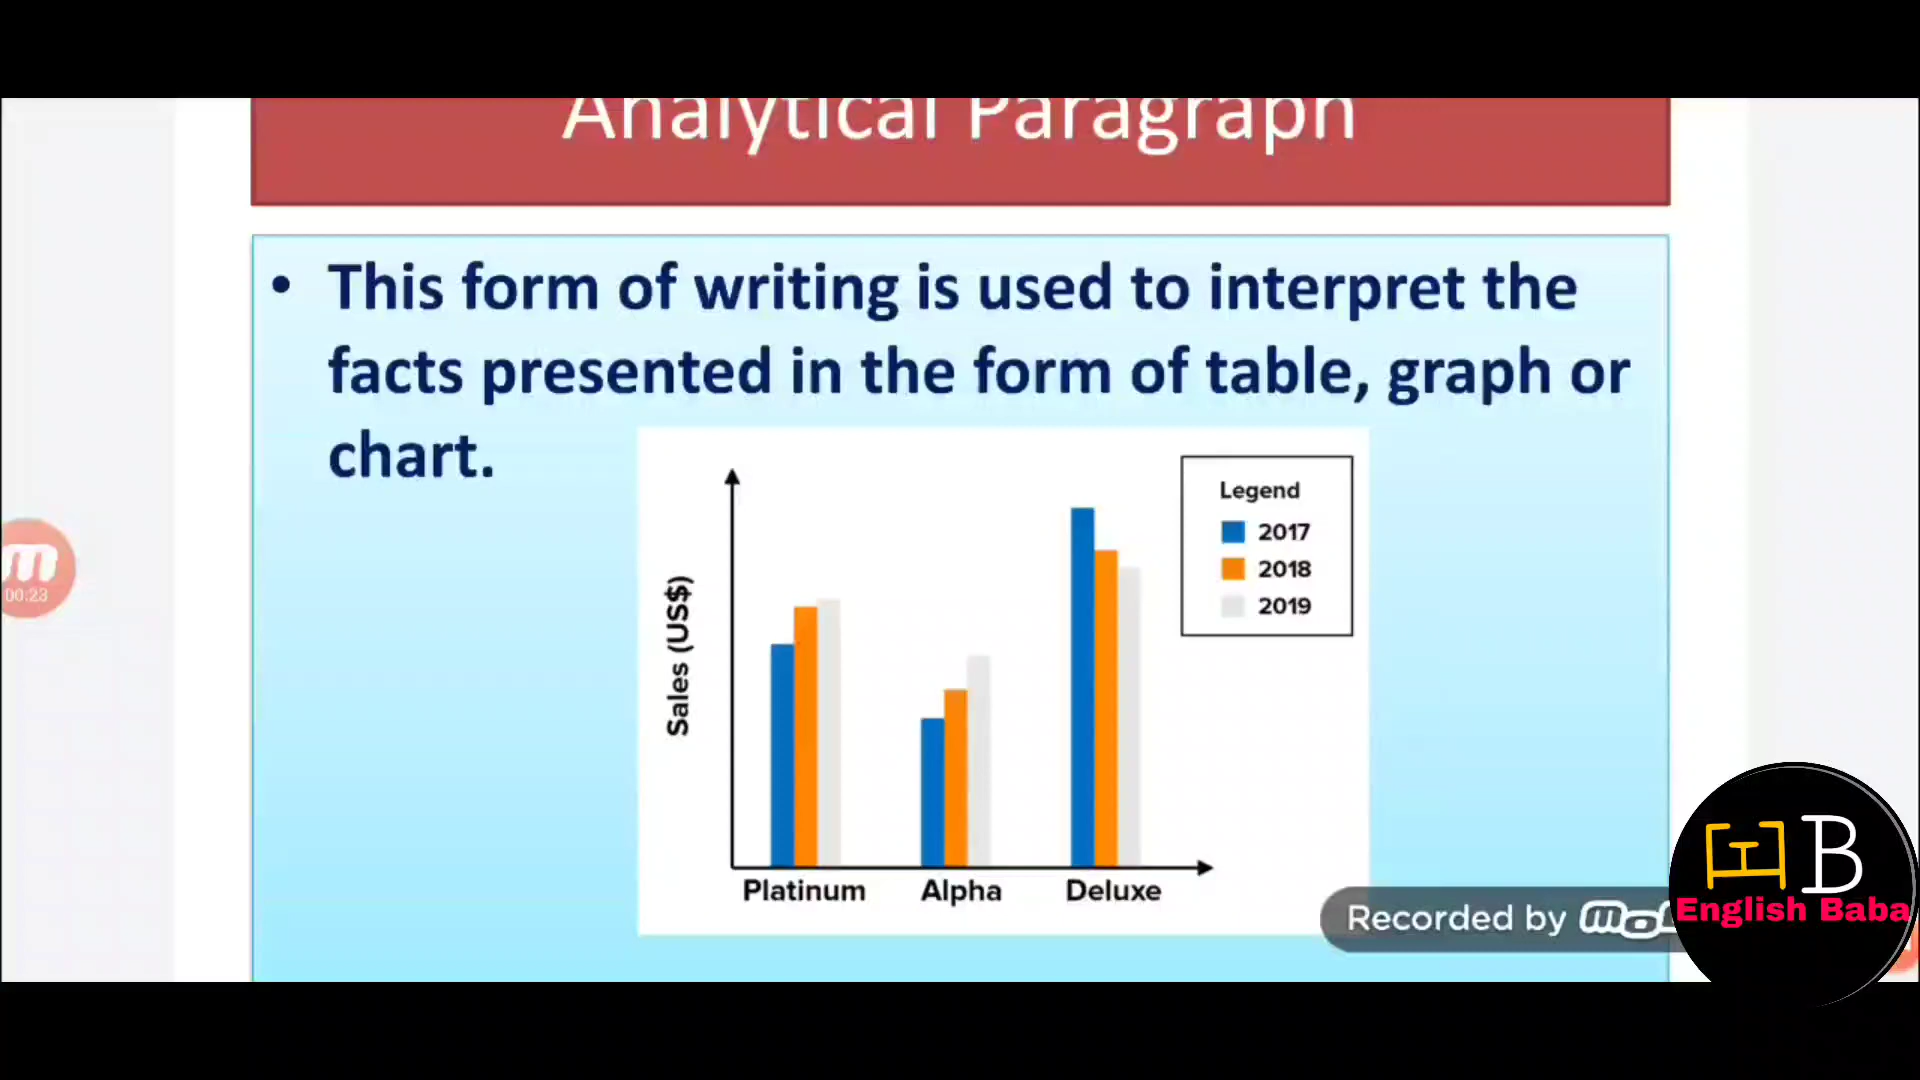 Analytical Paragraph
• This form of writing is used to interpret the
facts presented in the form of table, graph or
chart.
Legend
2017
2018
2019
Sales (US$)
Platinum Alpha Deluxe
00:23
Recorded by
B
English Baba